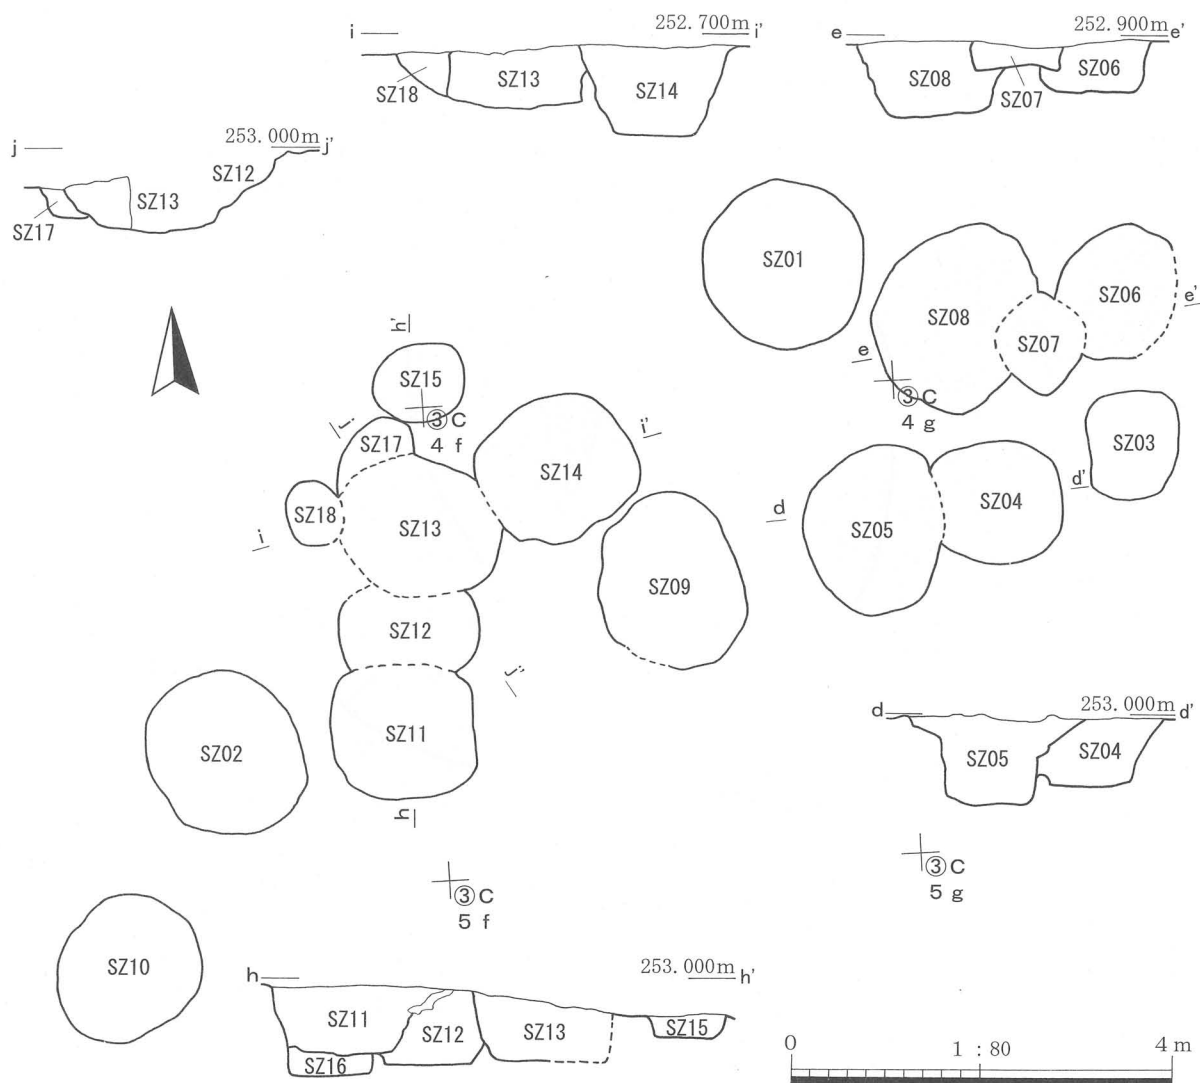 i 252.700m i'
SZ18 SZ13 SZ14
e 252.900m e'
SZ08 SZ07 SZ06
j 253.000m j'
SZ17 SZ13 SZ12
SZ01
SZ08 SZ07 SZ06
e e'
③C
4 g
h'
SZ15
③C
4 f
j'
SZ17
i'
SZ14
SZ18
SZ13
i
SZ03
d d'
SZ05 SZ04
SZ09
SZ12
j'
SZ02
SZ11
h
d 253.000m d'
SZ05 SZ04
③C
5 g
③C
5 f
SZ10
h 253.000m h'
SZ11 SZ12 SZ13 SZ15
SZ16
0 1:80 4m